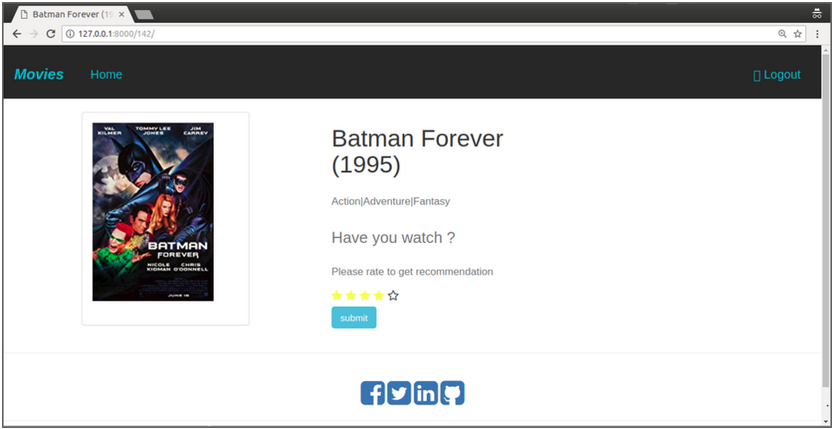 Batman Forever (19
127.0.0.1:8000/142/
Movies
Home
Logout
VAL KILMER
TOMMY LEE JONES
JIM CARREY
BATMAN
FOREVER
NICOLE KIDMAN
CHRIS O'DONNELL
JUNE 16
Batman Forever
(1995)
Action|Adventure|Fantasy
Have you watch ?
Please rate to get recommendation
submit